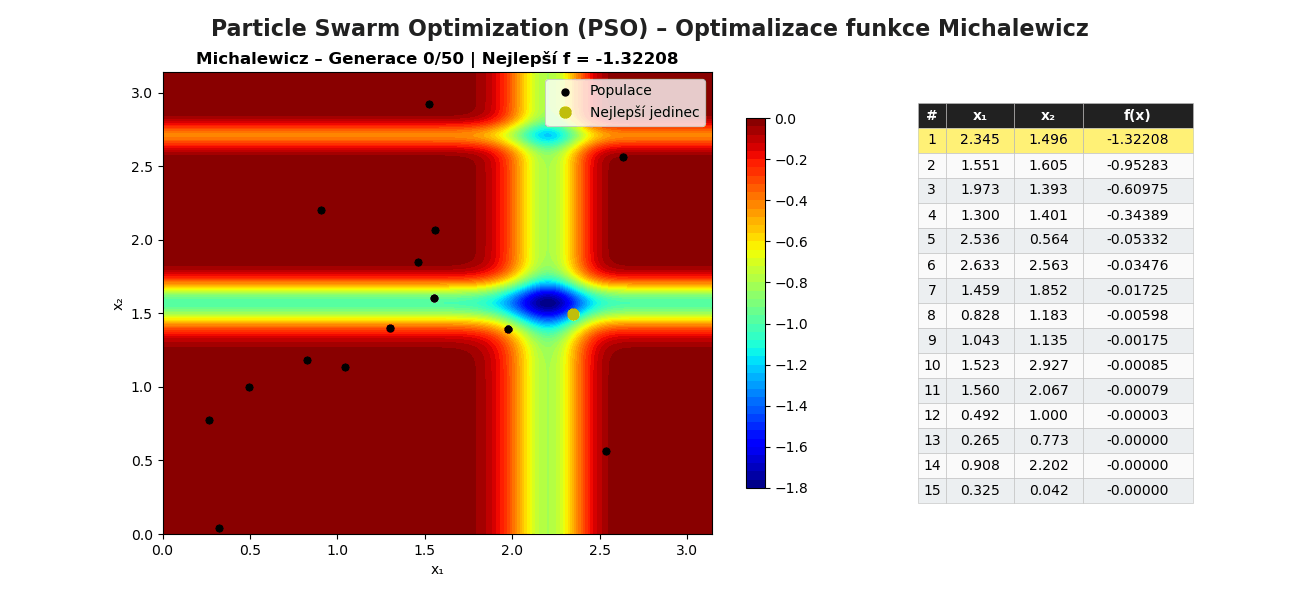 Particle Swarm Optimization (PSO) – Optimalizace funkce Michalewicz
Michalewicz – Generace 0/50 | Nejlepší f = -1.32208
Populace
Nejlepší jedinec
x₂
3.0
2.5
2.0
1.5
1.0
0.5
0.0
0.0 0.5 1.0 1.5 2.0 2.5 3.0
x₁
0.0
−0.2
−0.4
−0.6
−0.8
−1.0
−1.2
−1.4
−1.6
−1.8
# x₁ x₂ f(x)
1 2.345 1.496 -1.32208
2 1.551 1.605 -0.95283
3 1.973 1.393 -0.60975
4 1.300 1.401 -0.34389
5 2.536 0.564 -0.05332
6 2.633 2.563 -0.03476
7 1.459 1.852 -0.01725
8 0.828 1.183 -0.00598
9 1.043 1.135 -0.00175
10 1.523 2.927 -0.00085
11 1.560 2.067 -0.00079
12 0.492 1.000 -0.00003
13 0.265 0.773 -0.00000
14 0.908 2.202 -0.00000
15 0.325 0.042 -0.00000